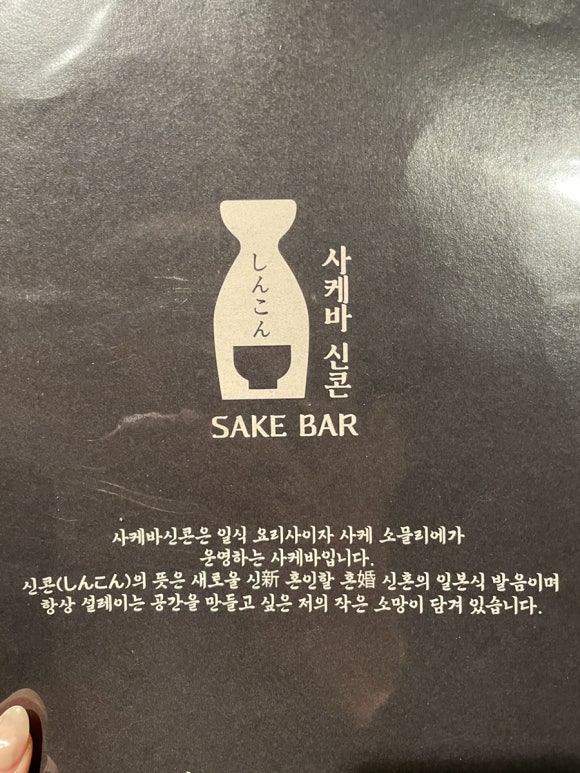 しんこん
사케바 신콘
SAKE BAR
사케바신콘은 일식 요리사이자 사케 소믈리에가
운영하는 사케바입니다.
신콘(しんこん)의 뜻은 새로울 신新 혼인할 혼婚 신혼의 일본식 발음이며
항상 설레이는 공간을 만들고 싶은 저의 작은 소망이 담겨 있습니다.